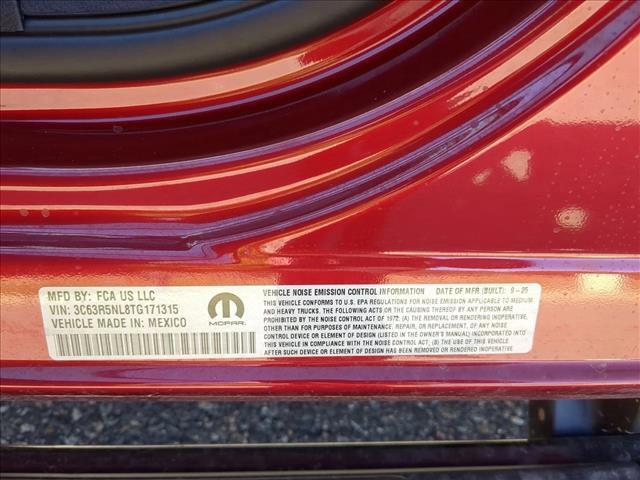 MFD BY: FCA US LLC
VIN: 3C63R5NL8TG171315
VEHICLE MADE IN: MEXICO
MOPAR
VEHICLE NOISE EMISSION CONTROL INFORMATION DATE OF MFR (BUILT): 9-25
THIS VEHICLE CONFORMS TO U.S. EPA REGULATIONS FOR NOISE EMISSION APPLICABLE TO MEDIUM
AND HEAVY TRUCKS. THE FOLLOWING ACTS OR THE CAUSING THEREOF BY ANY PERSON
ARE PROHIBITED BY THE NOISE CONTROL ACT OF 1972: (A) THE REMOVAL OR RENDERING INOPERATIVE,
OTHER THAN FOR PURPOSES OF MAINTENANCE, REPAIR, OR REPLACEMENT, OF ANY NOISE CONTROL
DEVICE OR ELEMENT OF DESIGN (LISTED IN THE OWNER'S MANUAL) INCORPORATED INTO
THIS VEHICLE IN COMPLIANCE WITH THE NOISE CONTROL ACT; (B) THE USE OF THIS VEHICLE
AFTER SUCH DEVICE OR ELEMENT OF DESIGN HAS BEEN REMOVED OR RENDERED INOPERATIVE.